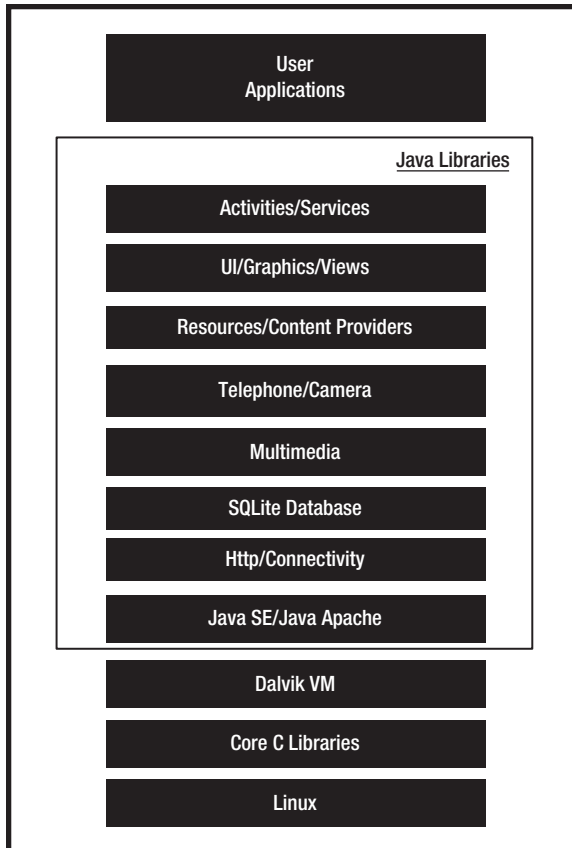 User
Applications
Java Libraries
Activities/Services
UI/Graphics/Views
Resources/Content Providers
Telephone/Camera
Multimedia
SQLite Database
Http/Connectivity
Java SE/Java Apache
Dalvik VM
Core C Libraries
Linux